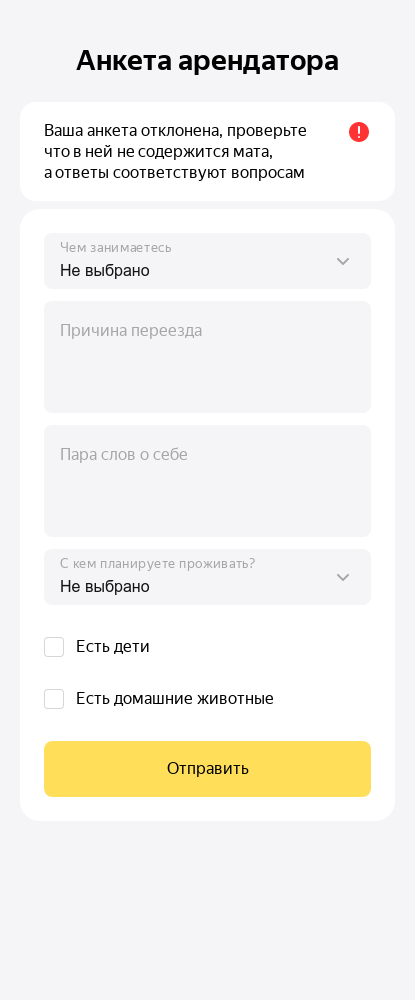 Анкета арендатора
Ваша анкета отклонена, проверьте
что в ней не содержится мата,
а ответы соответствуют вопросам
Чем занимаетесь
Не выбрано
Причина переезда
Пара слов о себе
С кем планируете проживать?
Не выбрано
Есть дети
Есть домашние животные
Отправить